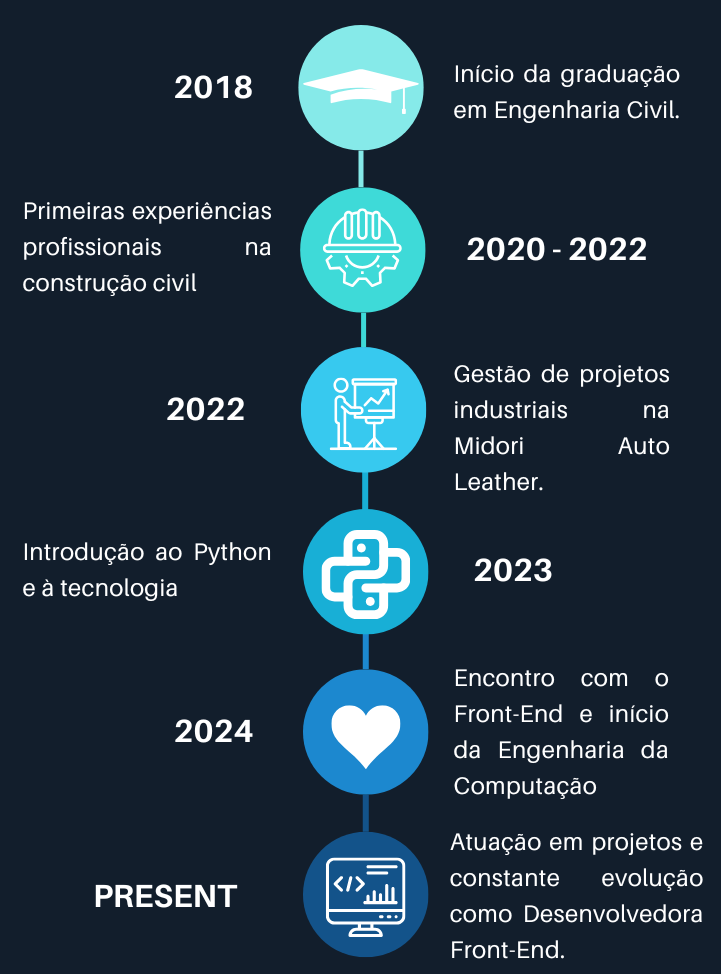 2018
Início da graduação
em Engenharia Civil.
Primeiras experiências
profissionais na
construção civil
2020 - 2022
2022
Gestão de projetos
industriais na
Midori Auto
Leather.
Introdução ao Python
e à tecnologia
2023
2024
Encontro com o
Front-End e início
da Engenharia da
Computação
PRESENT
Atuação em projetos e
constante evolução
como Desenvolvedora
Front-End.